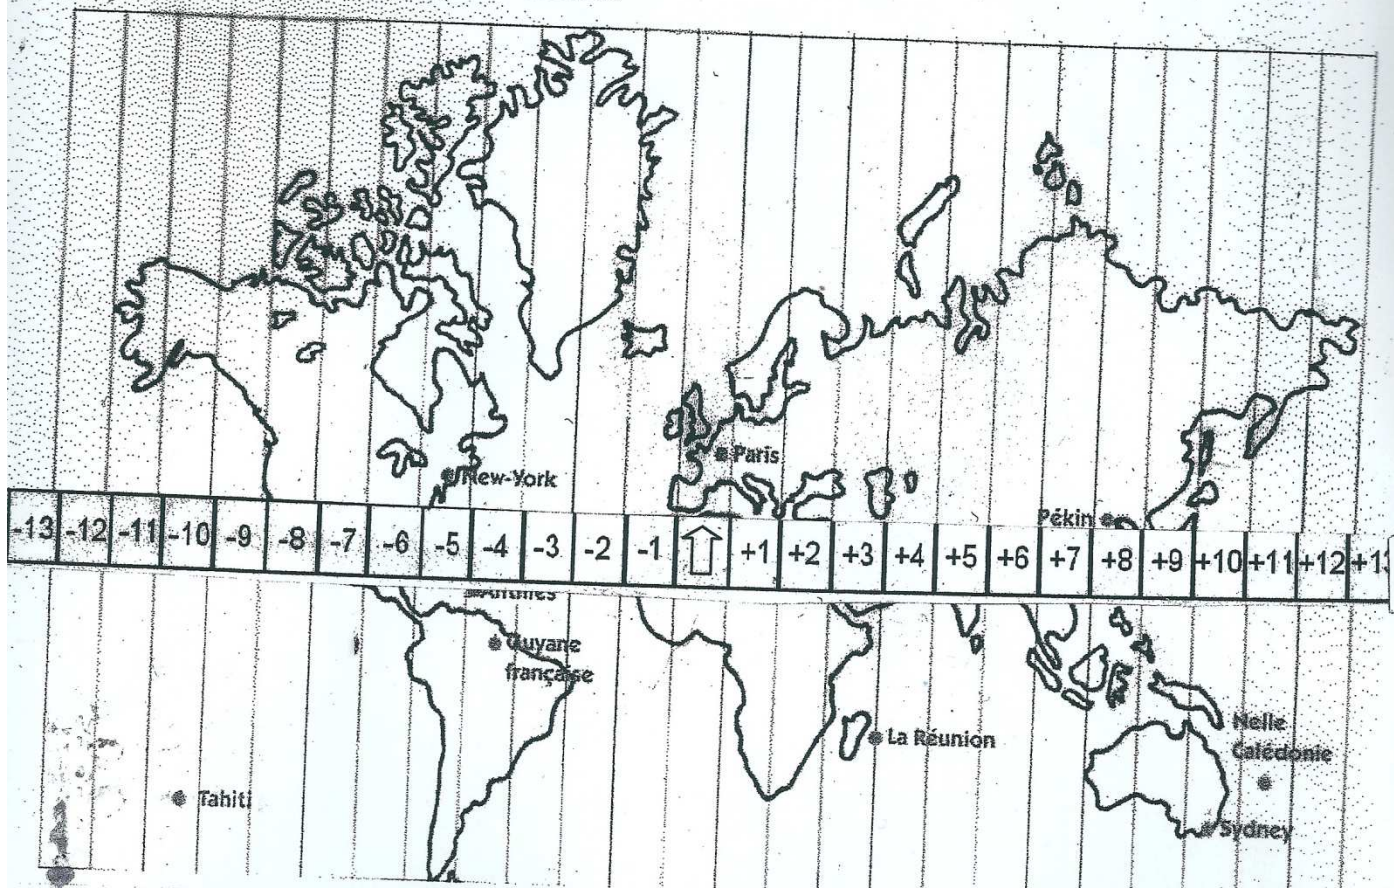 New-York
Paris
Pékin
-13 -12 -11 -10 -9 -8 -7 -6 -5 -4 -3 -2 -1 +1 +2 +3 +4 +5 +6 +7 +8 +9 +10 +11 +12
Guyane
française
La Réunion
Nelle
Calédonie
Tahiti
Sydney